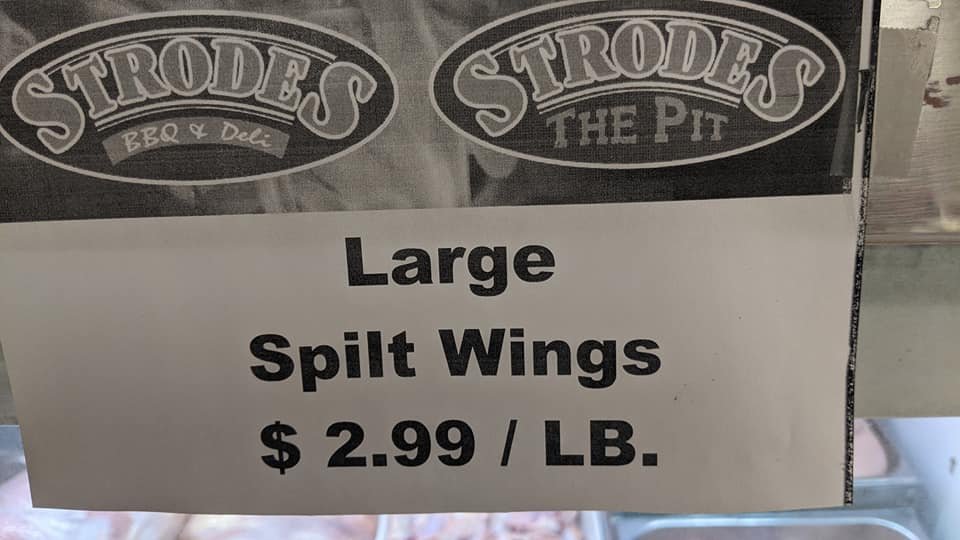 STRODES
BBQ & Deli
STRODES
THE PIT
Large
Spilt Wings
$ 2.99 / LB.